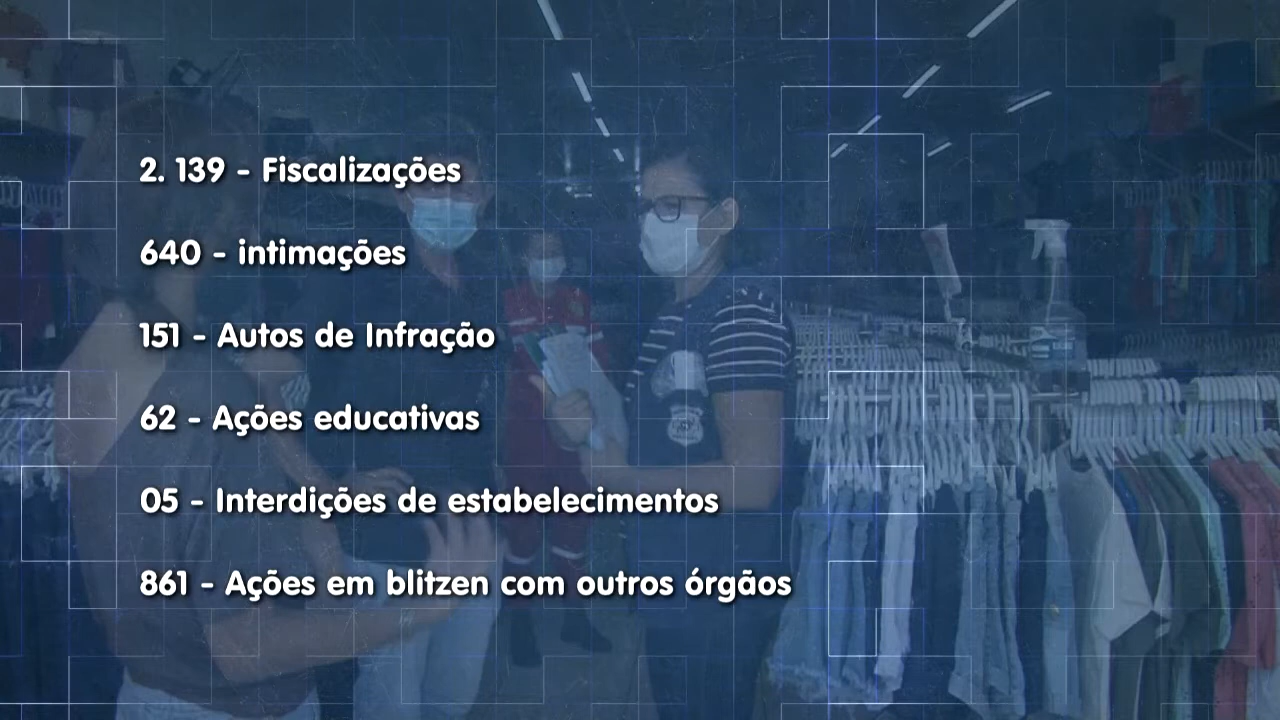 2. 139 - Fiscalizações
640 - intimações
151 - Autos de Infração
62 - Ações educativas
05 - Interdições de estabelecimentos
861 - Ações em blitzen com outros órgãos